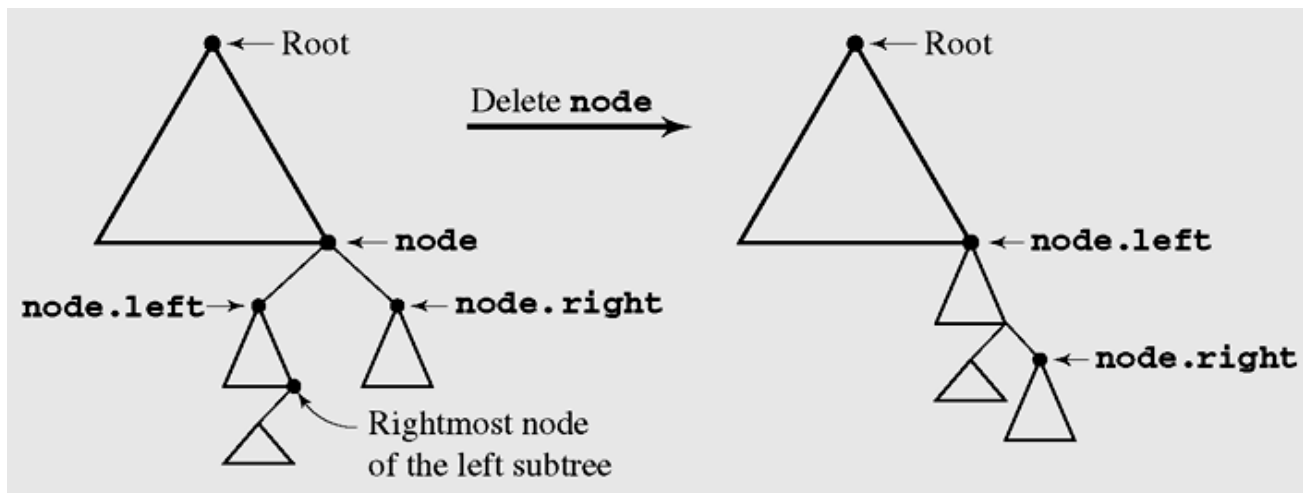 Root
node
node.left
node.right
Rightmost node
of the left subtree
Delete node
Root
node.left
node.right